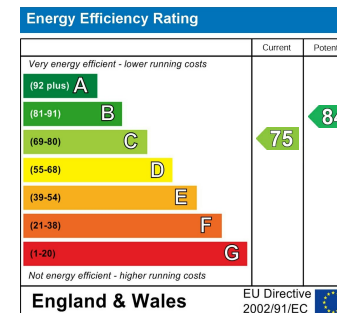 Energy Efficiency Rating
Current Poten
Very energy efficient - lower running costs
(92 plus) A
(81-91) B
84
(69-80) C
75
(55-68) D
(39-54) E
(21-38) F
(1-20) G
Not energy efficient - higher running costs
England & Wales
EU Directive
2002/91/EC